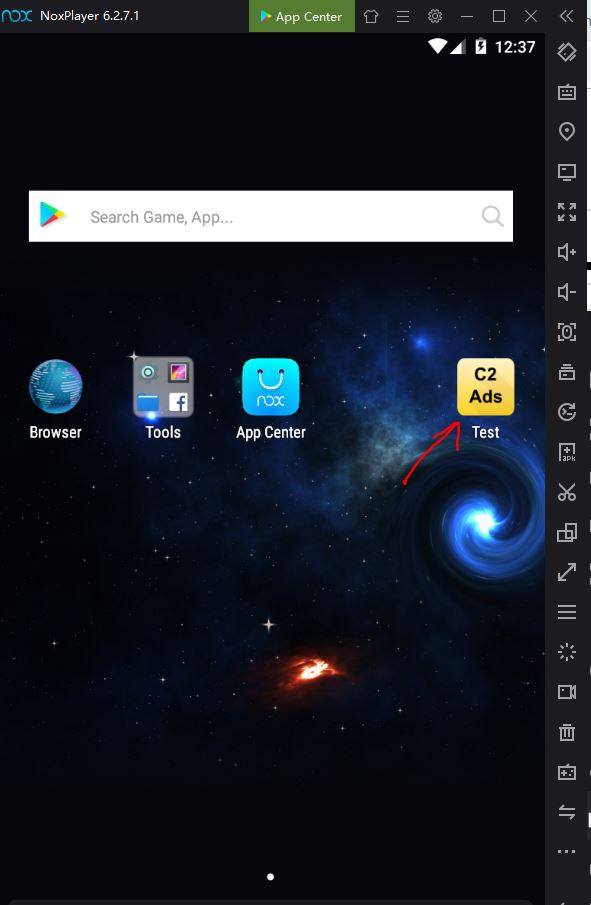 nox NoxPlayer 6.2.7.1 App Center
12:37
Search Game, App...
C2
Ads
nox
Browser Tools App Center Test